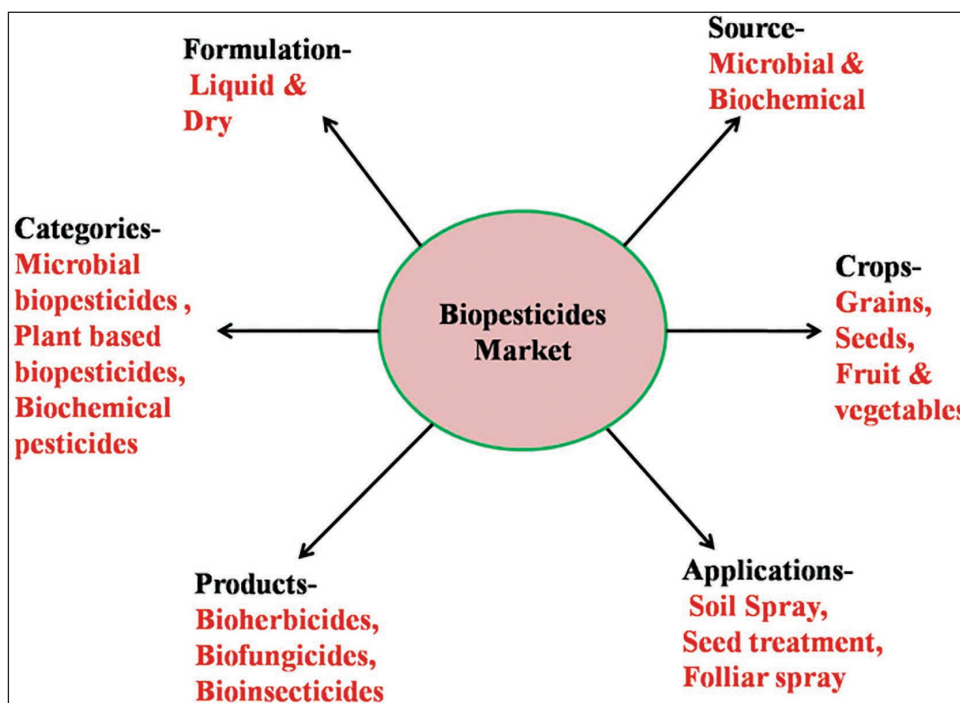 Formulation-
Liquid &
Dry
Source-
Microbial &
Biochemical
Categories-
Microbial
biopesticides ,
Plant based
biopesticides,
Biochemical
pesticides
Biopesticides
Market
Crops-
Grains,
Seeds,
Fruit &
vegetables
Products-
Bioherbicides,
Biofungicides,
Bioinsecticides
Applications-
Soil Spray,
Seed treatment,
Folliar spray